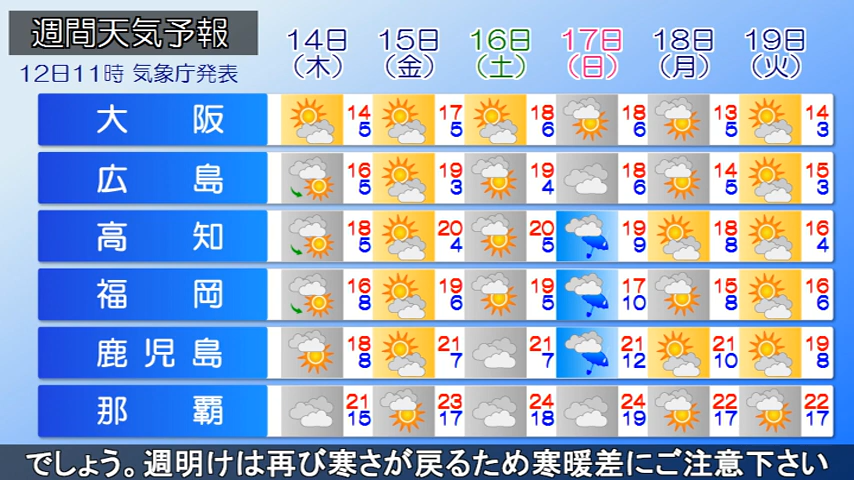 週間天気予報
12日11時 気象庁発表
14日(木) 15日(金) 16日(土) 17日(日) 18日(月) 19日(火)
大阪 14 5 17 5 18 6 18 6 13 5 14 3
広島 16 5 19 3 19 4 18 6 14 5 15 3
高知 18 5 20 4 20 5 19 9 18 8 16 4
福岡 16 8 19 6 19 5 17 10 15 8 16 6
鹿児島 18 8 21 7 21 7 21 12 21 10 19 8
那覇 21 15 23 17 24 18 24 19 22 17 22 17
でしょう。週明けは再び寒さが戻るため寒暖差にご注意下さい